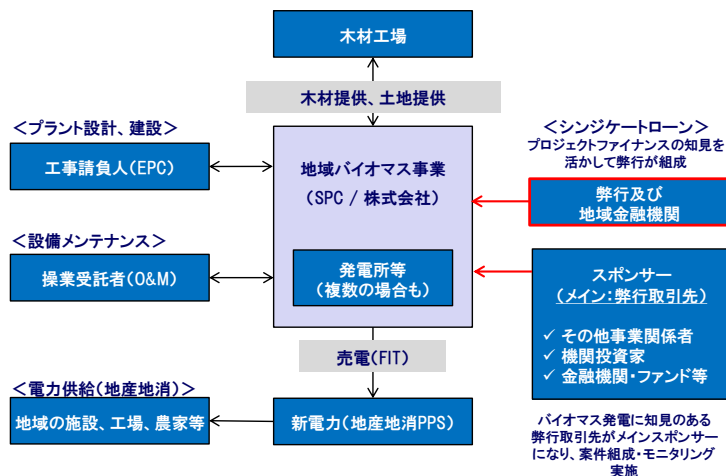 木材工場
木材提供、土地提供
＜プラント設計、建設＞
工事請負人(EPC)
地域バイオマス事業
(SPC / 株式会社)
＜シンジケートローン＞
プロジェクトファイナンスの知見を
活かして弊行が組成
弊行及び
地域金融機関
＜設備メンテナンス＞
操業受託者(O&M)
発電所等
(複数の場合も)
スポンサー
(メイン：弊行取引先)
✓ その他事業関係者
✓ 機関投資家
✓ 金融機関・ファンド等
売電(FIT)
＜電力供給(地産地消)＞
地域の施設、工場、農家等
新電力(地産地消PPS)
バイオマス発電に知見のある
弊行取引先がメインスポンサー
になり、案件組成・モニタリング
実施